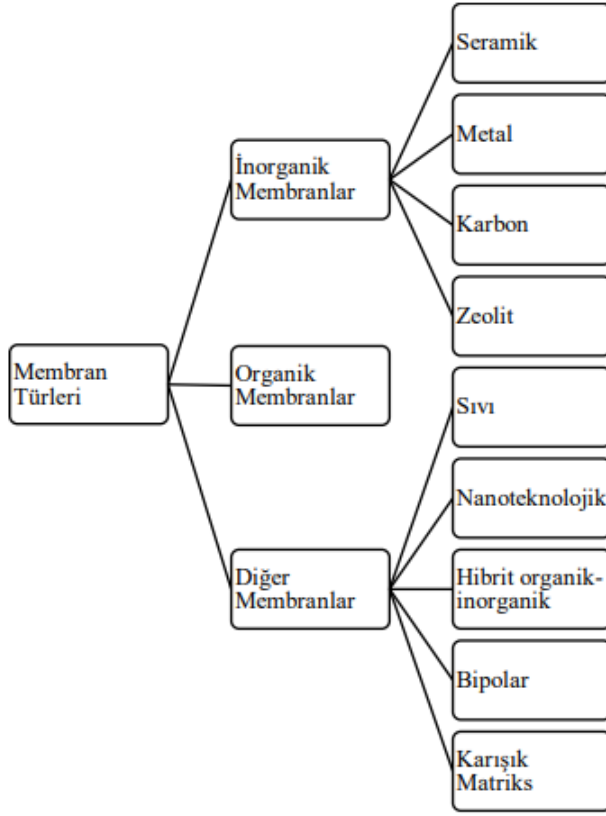 Membran
Türleri
İnorganik
Membranlar
Seramik
Metal
Karbon
Zeolit
Organik
Membranlar
Diğer
Membranlar
Sıvı
Nanoteknolojik
Hibrit organik-
inorganik
Bipolar
Karışık
Matriks